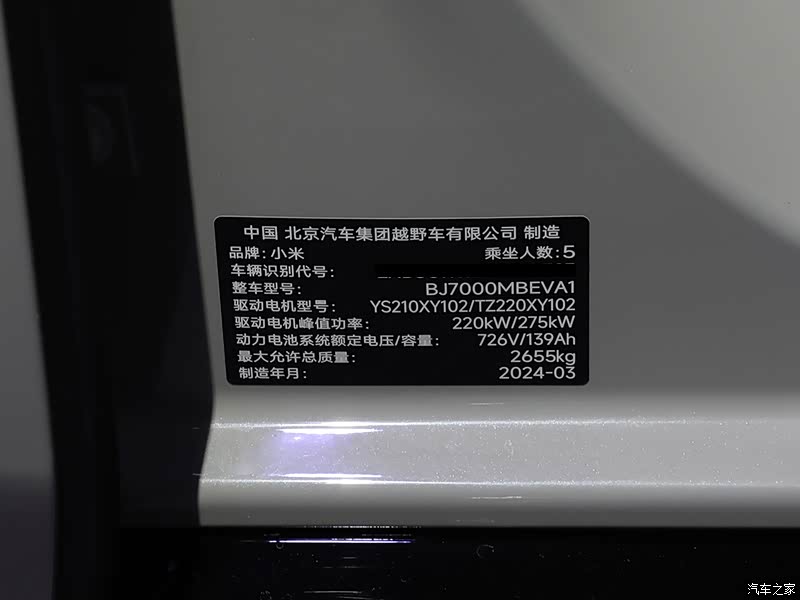 中国 北京汽车集团越野车有限公司 制造
品牌: 小米 乘坐人数: 5
车辆识别代号:
整车型号: BJ7000MBEVA1
驱动电机型号: YS210XY102/TZ220XY102
驱动电机峰值功率: 220kW/275kW
动力电池系统额定电压/容量: 726V/139Ah
最大允许总质量: 2655kg
制造年月: 2024-03
汽车之家